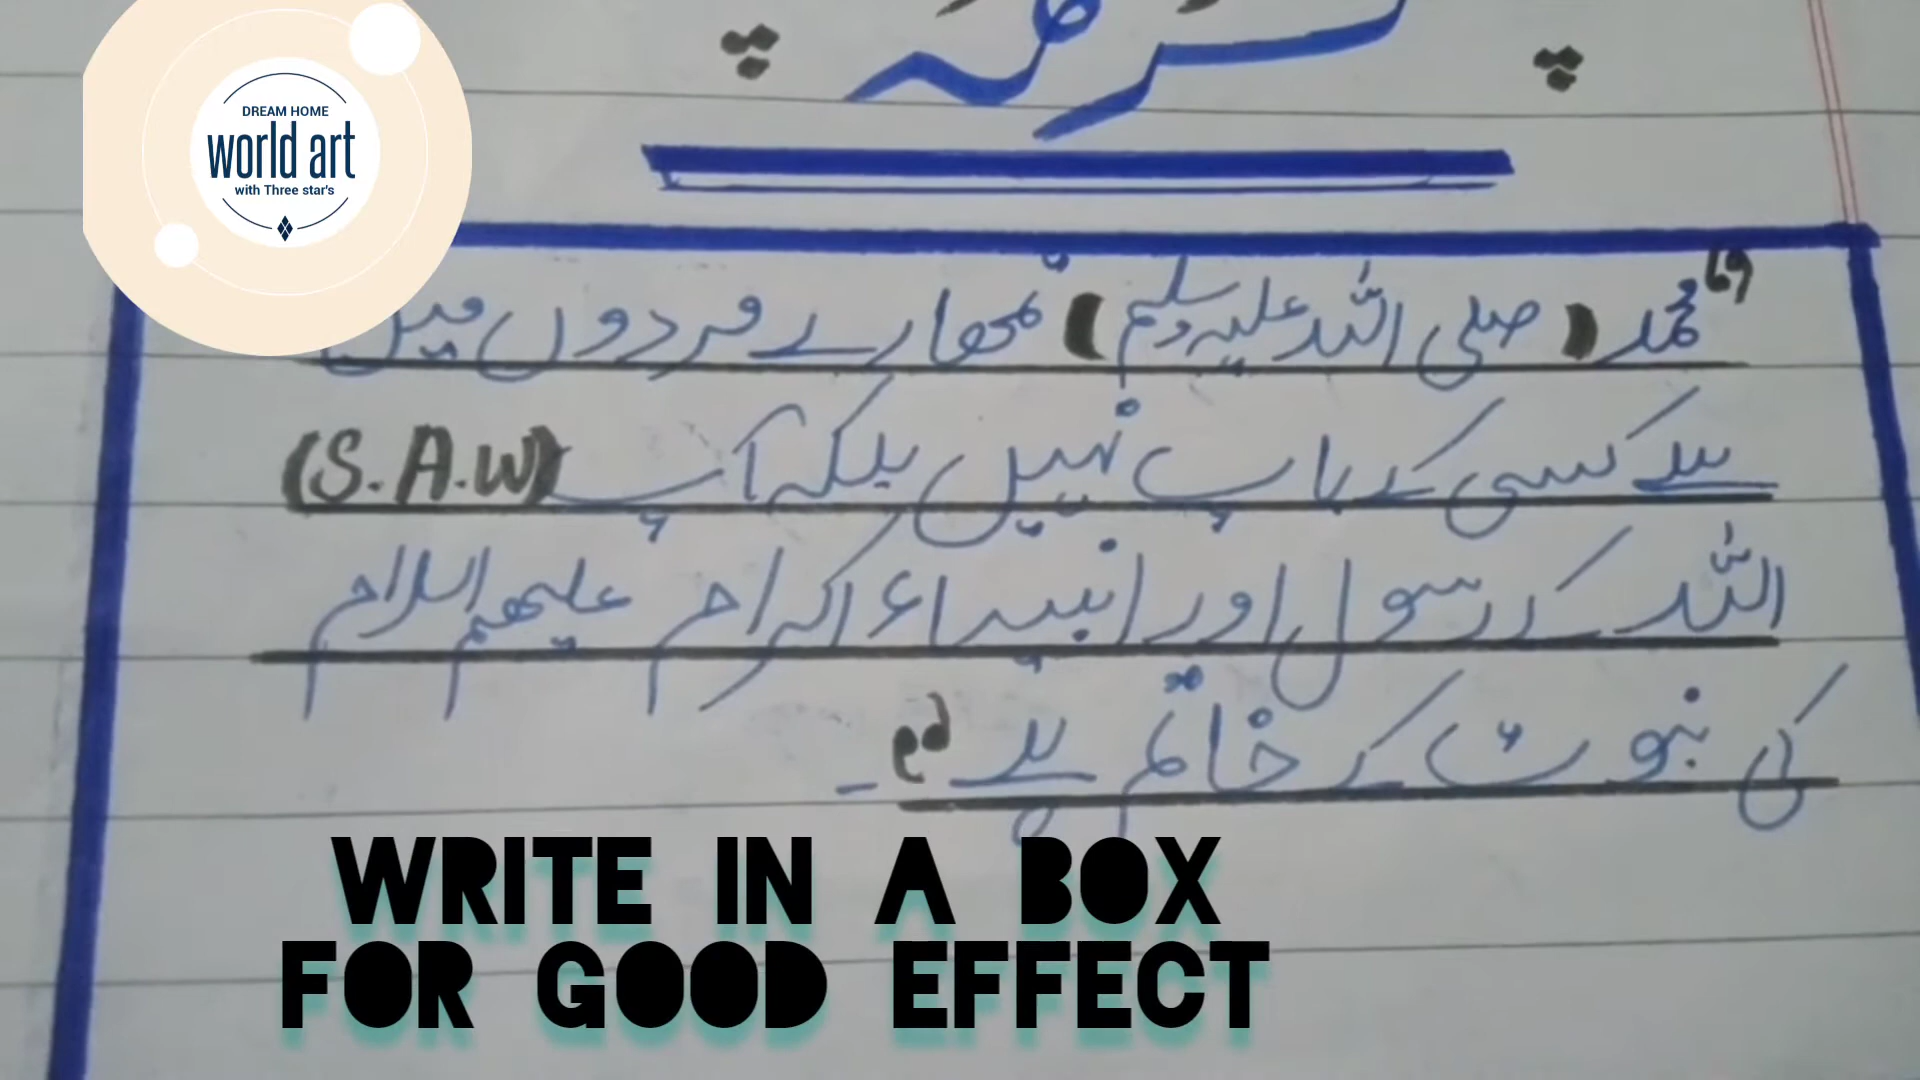 DREAM HOME
world art
with Three star's
ترجمہ
"محمد (صلی اللہ علیہ وسلم) تمھارے مردوں میں
سے کسی کے باپ نہیں بلکہ آپ (S.A.W)
اللہ کے رسول اور انبیاء اکرام علیھم السلام
کی نبوت کے خاتم ہے" -
WRITE IN A BOX
FOR GOOD EFFECT